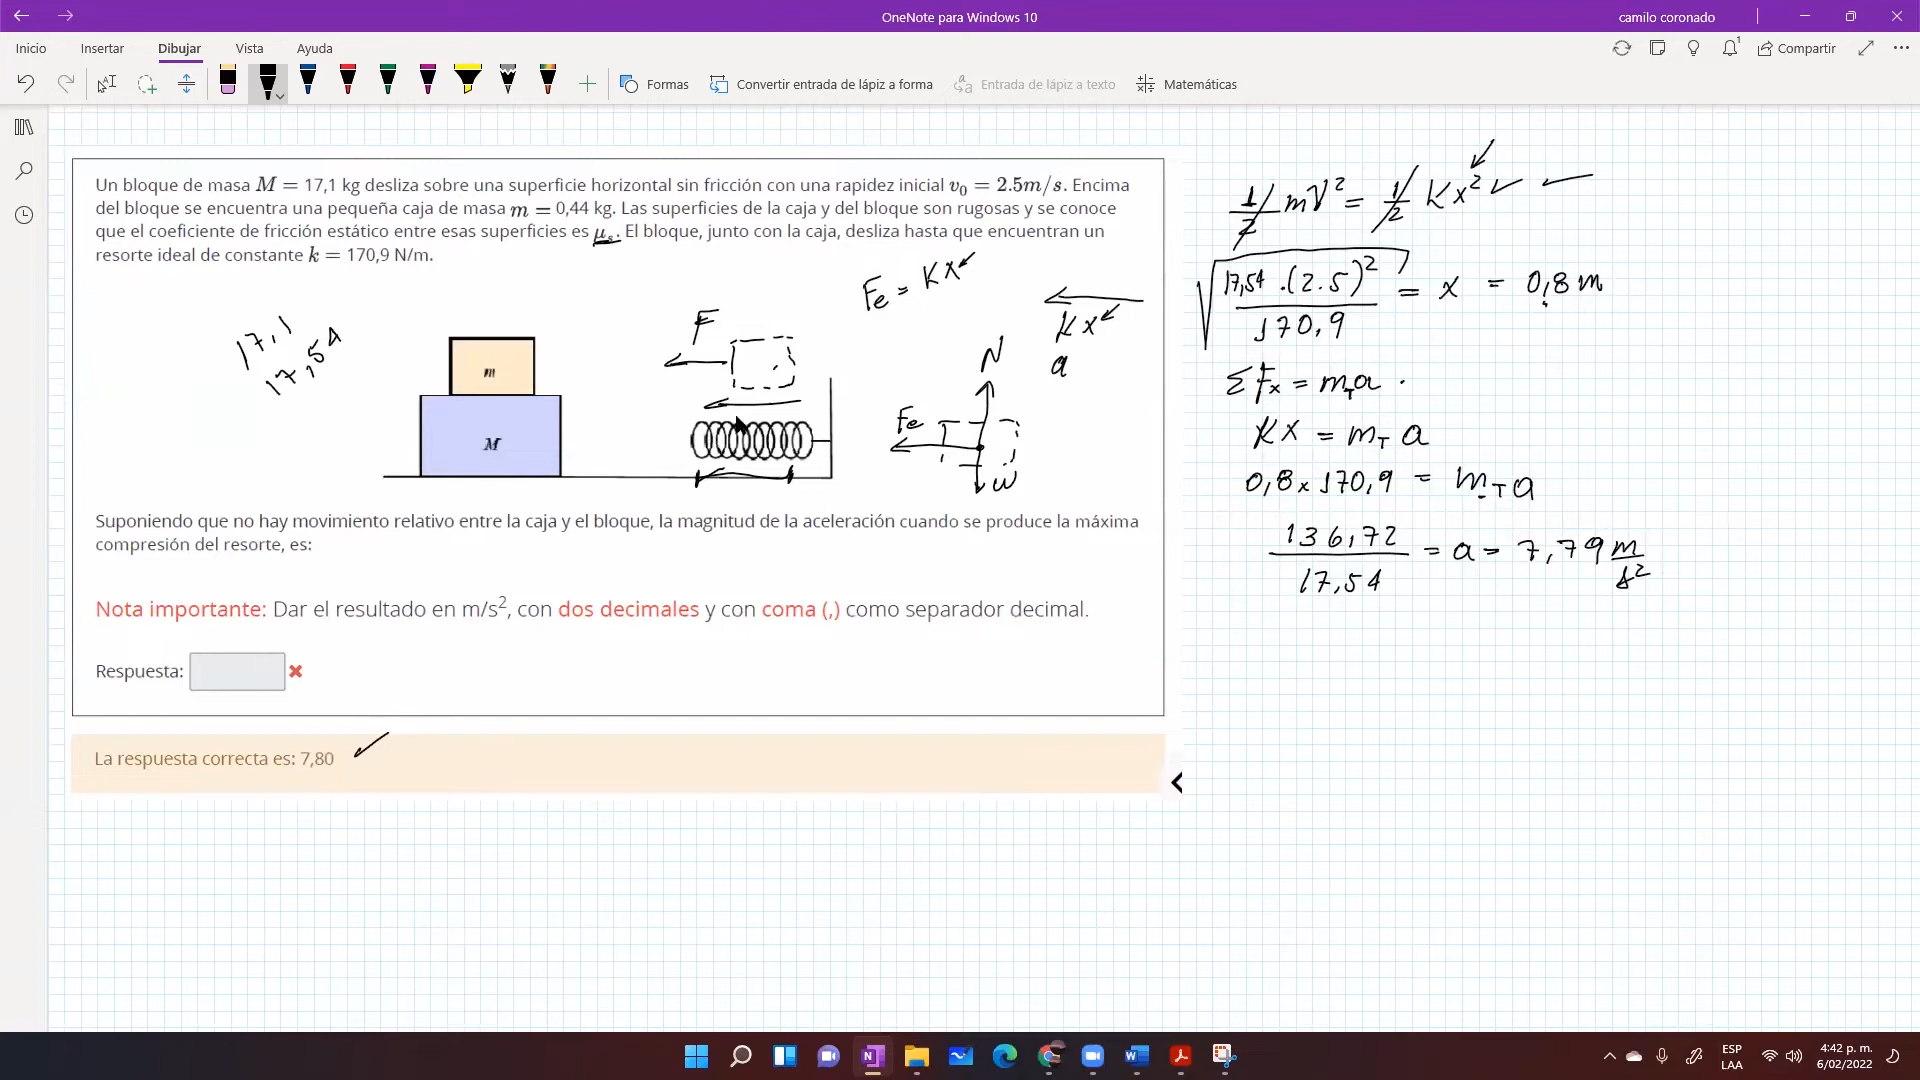 OneNote para Windows 10
camilo coronado
Inicio Insertar Dibujar Vista Ayuda
1 Compartir
Formas Convertir entrada de lápiz a forma Entrada de lápiz a texto Matemáticas
Un bloque de masa M = 17,1 kg desliza sobre una superficie horizontal sin fricción con una rapidez inicial v₀ = 2.5m/s. Encima
del bloque se encuentra una pequeña caja de masa m = 0,44 kg. Las superficies de la caja y del bloque son rugosas y se conoce
que el coeficiente de fricción estático entre esas superficies es μₛ. El bloque, junto con la caja, desliza hasta que encuentran un
resorte ideal de constante k = 170,9 N/m.
17,1
17,54
m
M
F
Fe = KX
KX
a
N
Fe
W
Suponiendo que no hay movimiento relativo entre la caja y el bloque, la magnitud de la aceleración cuando se produce la máxima
compresión del resorte, es:
Nota importante: Dar el resultado en m/s², con dos decimales y con coma (,) como separador decimal.
Respuesta:
La respuesta correcta es: 7,80
1/2 mV² = 1/2 Kx²
√(17,54 .(2.5)² / 170,9) = x = 0,8 m
ΣFx = mTa .
KX = mT a
0,8 x 170,9 = mTa
136,72 / 17,54 = a = 7,79 m/s²
ESP
LAA
4:42 p. m.
6/02/2022